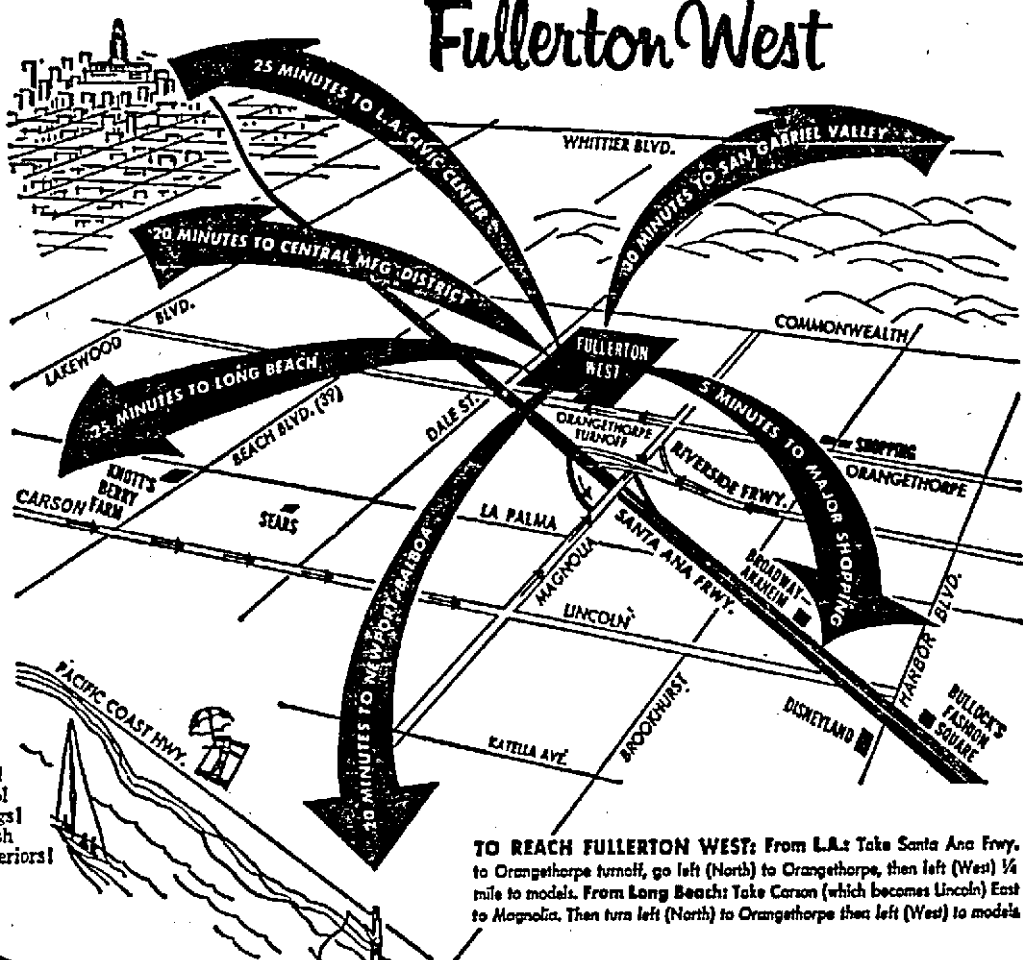 Fullerton West
25 MINUTES TO L.A. CIVIC CENTER
WHITTIER BLVD.
MINUTES TO SAN GABRIEL VALLEY
20 MINUTES TO CENTRAL MFG. DISTRICT
COMMONWEALTH
LAKEWOOD BLVD.
FULLERTON
WEST
25 MINUTES TO LONG BEACH
5 MINUTES TO MAJOR SHOPPING
BEACH BLVD. (39)
DALE ST.
ORANGETHORPE
TURNOFF
SHOPPING
ORANGETHORPE
RIVERSIDE FRWY.
KNOTT'S
BERRY
FARM
CARSON
SEARS
LA PALMA
SANTA ANA FRWY.
MAGNOLIA
BROADWAY—
ANAHEIM
LINCOLN
HARBOR BLVD.
20 MINUTES TO NEWPORT-BALBOA
PACIFIC COAST HWY.
BROOKHURST
DISNEYLAND
BULLOCK'S
FASHION
SQUARE
KATELLA AVE.
eriors!
TO REACH FULLERTON WEST: From L.A.: Take Santa Ana Frwy.
to Orangethorpe turnoff, go left (North) to Orangethorpe, then left (West) ¼
mile to models. From Long Beach: Take Carson (which becomes Lincoln) East
to Magnolia. Then turn left (North) to Orangethorpe then left (West) to models